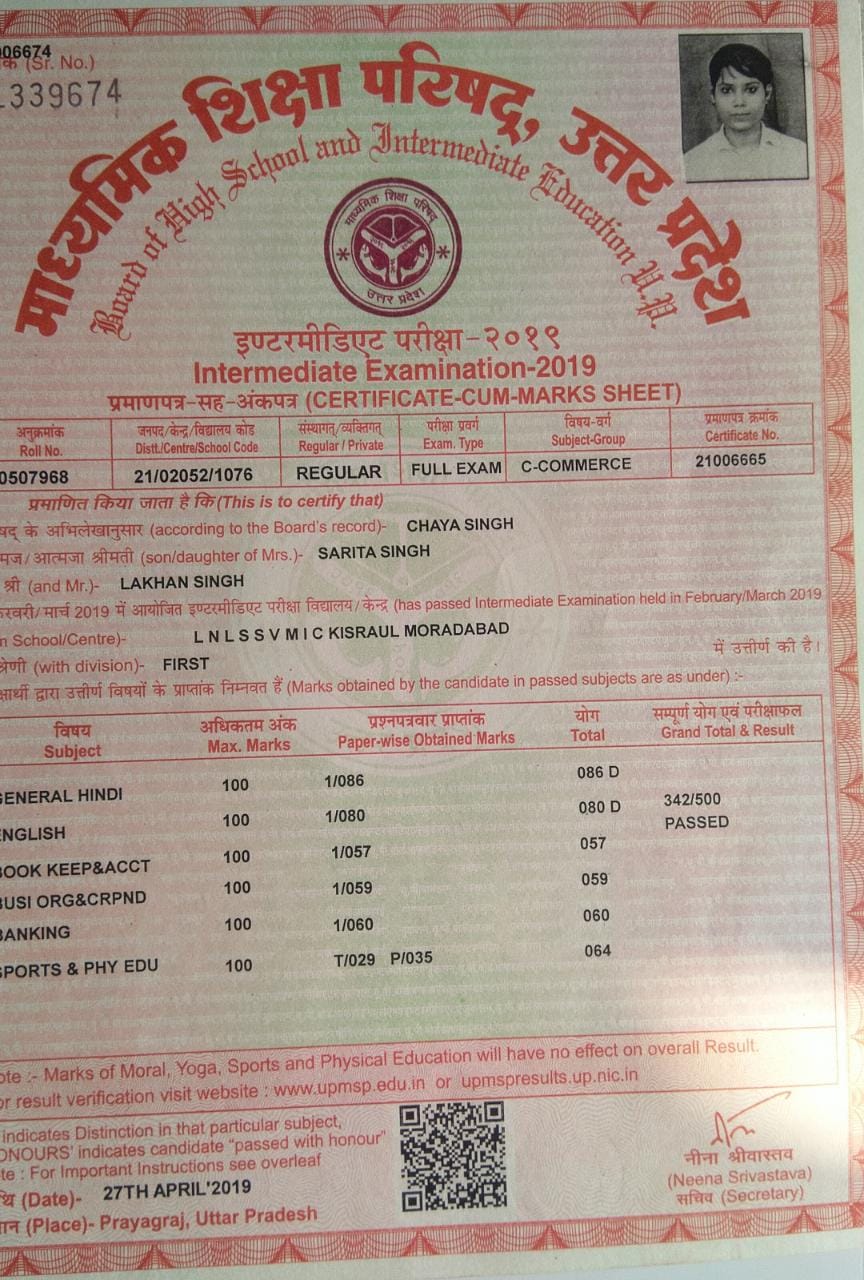 006674
क (Sr. No.)
339674
माध्यमिक शिक्षा परिषद्, उत्तर प्रदेश
Board of High School and Intermediate Education U.P.
माध्यमिक शिक्षा परिषद्
उत्तर प्रदेश
इण्टरमीडिएट परीक्षा-२०१९
Intermediate Examination-2019
प्रमाणपत्र-सह-अंकपत्र (CERTIFICATE-CUM-MARKS SHEET)
अनुक्रमांक जनपद/केन्द्र/विद्यालय कोड संस्थागत/व्यक्तिगत परीक्षा प्रवर्ग विषय-वर्ग प्रमाणपत्र क्रमांक
Roll No. Distt./Centre/School Code Regular / Private Exam. Type Subject-Group Certificate No.
0507968 21/02052/1076 REGULAR FULL EXAM C-COMMERCE 21006665
प्रमाणित किया जाता है कि (This is to certify that)
षद् के अभिलेखानुसार (according to the Board's record)- CHAYA SINGH
मज/आत्मजा श्रीमती (son/daughter of Mrs.)- SARITA SINGH
श्री (and Mr.)- LAKHAN SINGH
रवरी/मार्च 2019 में आयोजित इण्टरमीडिएट परीक्षा विद्यालय/केन्द्र (has passed Intermediate Examination held in February/March 2019
n School/Centre)- L N L S S V M I C KISRAUL MORADABAD में उत्तीर्ण की है।
श्रेणी (with division)- FIRST
क्षार्थी द्वारा उत्तीर्ण विषयों के प्राप्तांक निम्नवत हैं (Marks obtained by the candidate in passed subjects are as under) :-
विषय अधिकतम अंक प्रश्नपत्रवार प्राप्तांक योग सम्पूर्ण योग एवं परीक्षाफल
Subject Max. Marks Paper-wise Obtained Marks Total Grand Total & Result
GENERAL HINDI 100 1/086 086 D
ENGLISH 100 1/080 080 D 342/500
PASSED
BOOK KEEP&ACCT 100 1/057 057
BUSI ORG&CRPND 100 1/059 059
BANKING 100 1/060 060
SPORTS & PHY EDU 100 T/029 P/035 064
ote :- Marks of Moral, Yoga, Sports and Physical Education will have no effect on overall Result.
or result verification visit website : www.upmsp.edu.in or upmspresults.up.nic.in
indicates Distinction in that particular subject,
ONOURS' indicates candidate "passed with honour"
te : For Important Instructions see overleaf
थि (Date)- 27TH APRIL'2019
ान (Place)- Prayagraj, Uttar Pradesh
नीना श्रीवास्तव
(Neena Srivastava)
सचिव (Secretary)